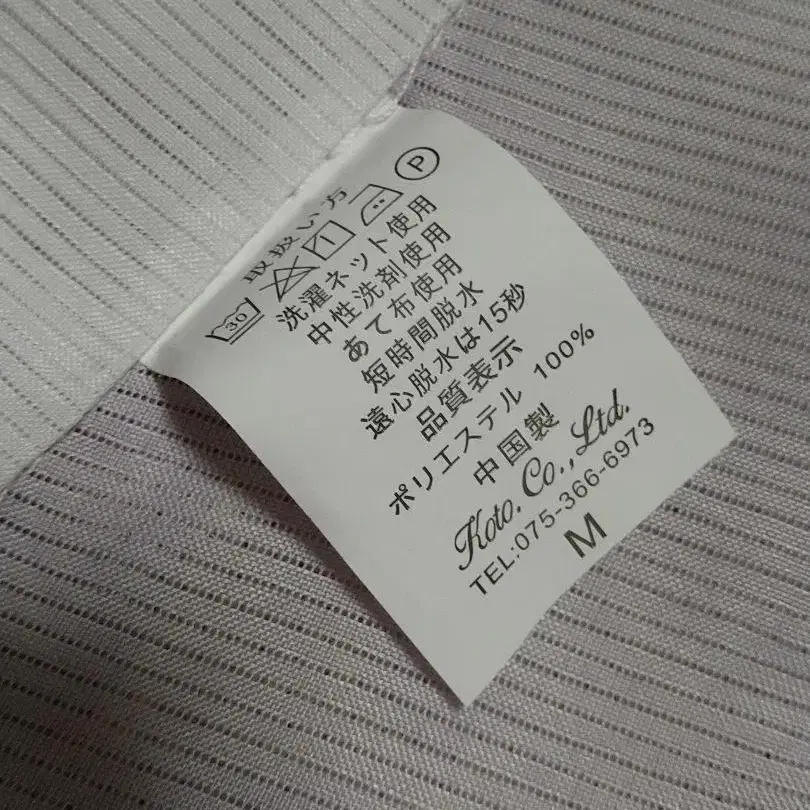 取扱い方
30 P
洗濯ネット使用
中性洗剤使用
あて布使用
短時間脱水
遠心脱水は15秒
品質表示
ポリエステル 100%
中国製
Koto. Co., Ltd.
TEL:075-366-6973
M